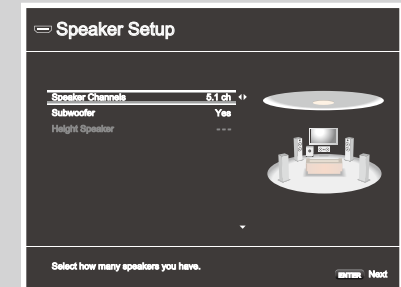 Speaker Setup
Speaker Channels 5.1 ch
Subwoofer Yes
Height Speaker ---
Select how many speakers you have.
ENTER Next